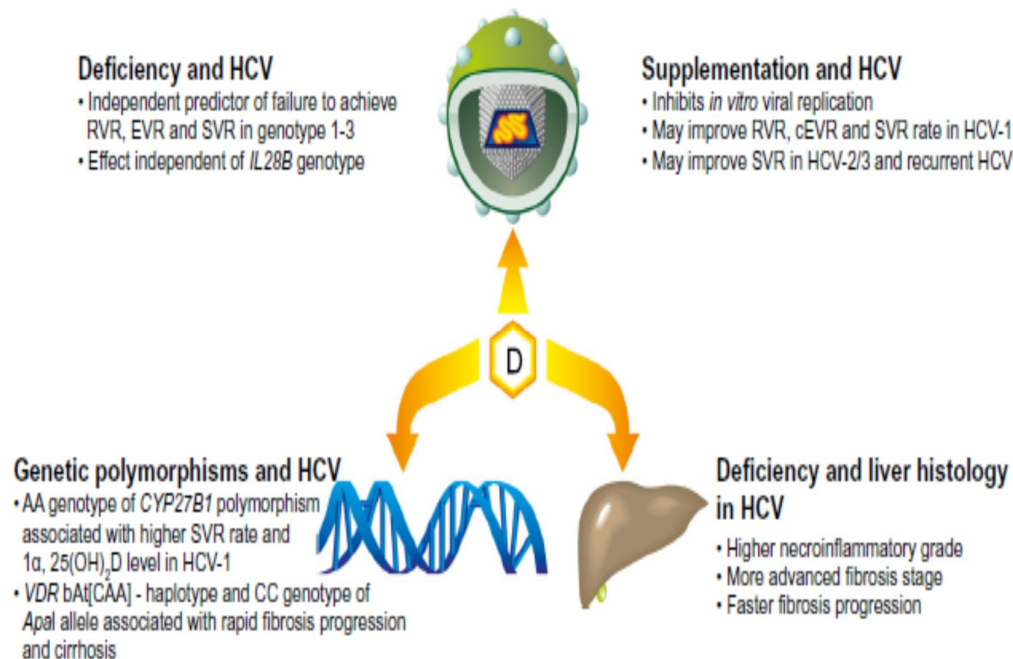 Deficiency and HCV
• Independent predictor of failure to achieve
RVR, EVR and SVR in genotype 1-3
• Effect independent of IL28B genotype
Supplementation and HCV
• Inhibits in vitro viral replication
• May improve RVR, cEVR and SVR rate in HCV-1
• May improve SVR in HCV-2/3 and recurrent HCV
D
Genetic polymorphisms and HCV
• AA genotype of CYP27B1 polymorphism
associated with higher SVR rate and
1α, 25(OH)₂D level in HCV-1
• VDR bAt[CAA] - haplotype and CC genotype of
ApaI allele associated with rapid fibrosis progression
and cirrhosis
Deficiency and liver histology
in HCV
• Higher necroinflammatory grade
• More advanced fibrosis stage
• Faster fibrosis progression